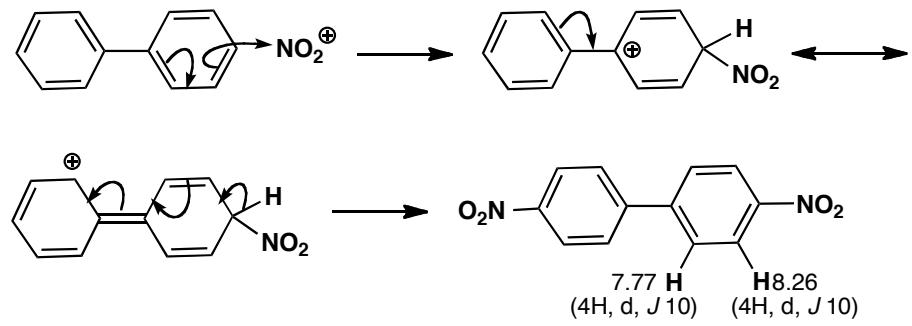 NO₂⊕
⊕
H
NO₂
⊕
H
NO₂
O₂N
NO₂
7.77 H
H8.26
(4H, d, J 10)
(4H, d, J 10)